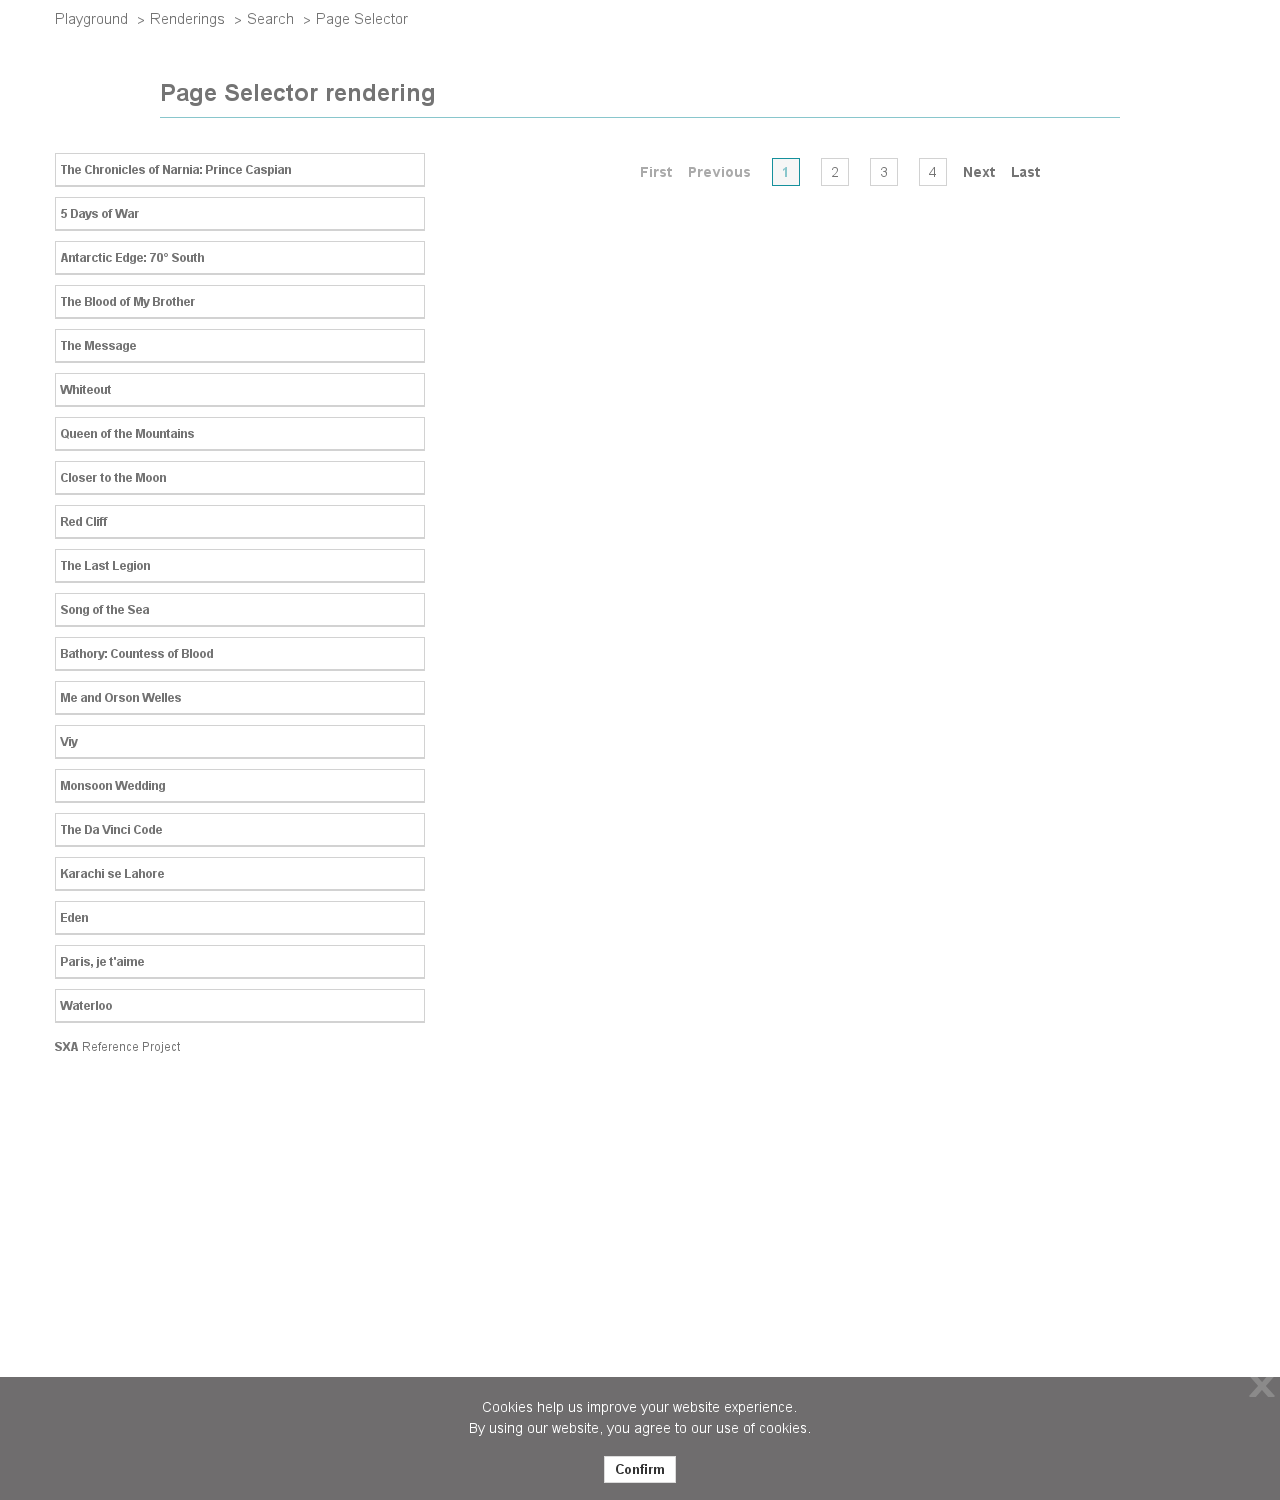 Playground > Renderings > Search > Page Selector
Page Selector rendering
The Chronicles of Narnia: Prince Caspian
5 Days of War
Antarctic Edge: 70° South
The Blood of My Brother
The Message
Whiteout
Queen of the Mountains
Closer to the Moon
Red Cliff
The Last Legion
Song of the Sea
Bathory: Countess of Blood
Me and Orson Welles
Viy
Monsoon Wedding
The Da Vinci Code
Karachi se Lahore
Eden
Paris, je t'aime
Waterloo
First Previous 1 2 3 4 Next Last
SXA Reference Project
X
Cookies help us improve your website experience.
By using our website, you agree to our use of cookies.
Confirm